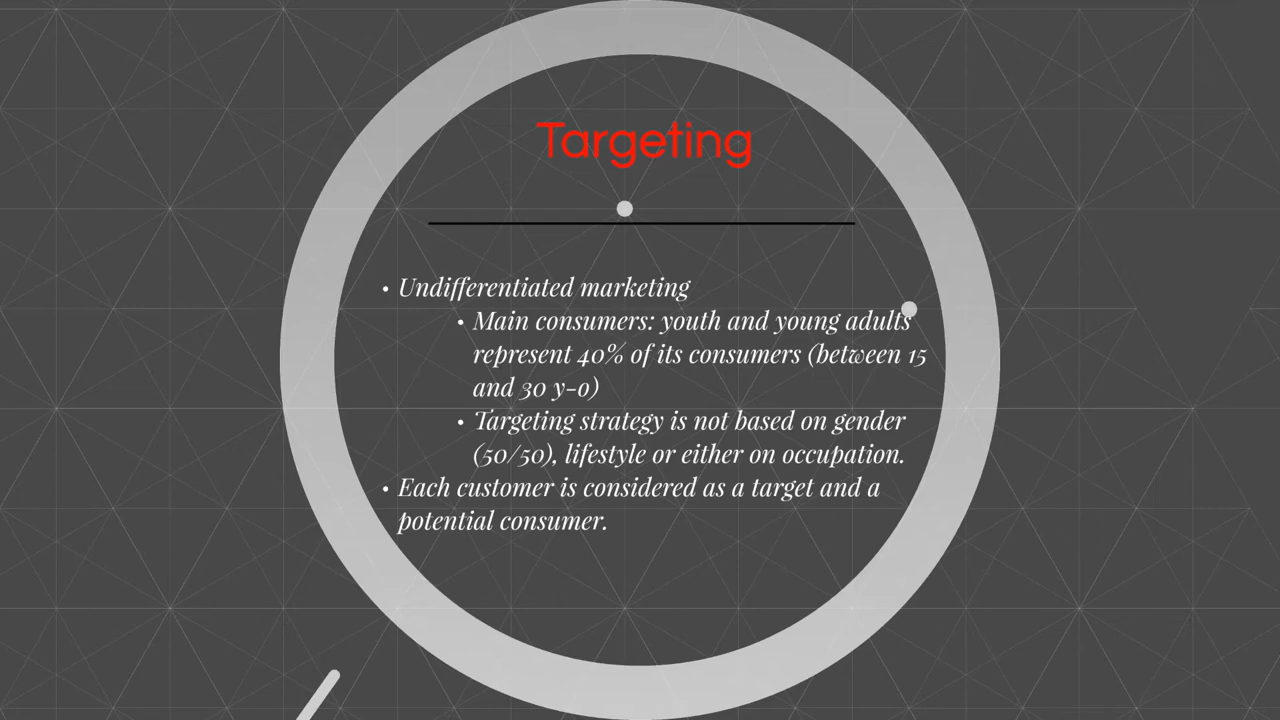 Targeting
• Undifferentiated marketing
• Main consumers: youth and young adults
represent 40% of its consumers (between 15
and 30 y-o)
• Targeting strategy is not based on gender
(50/50), lifestyle or either on occupation.
• Each customer is considered as a target and a
potential consumer.